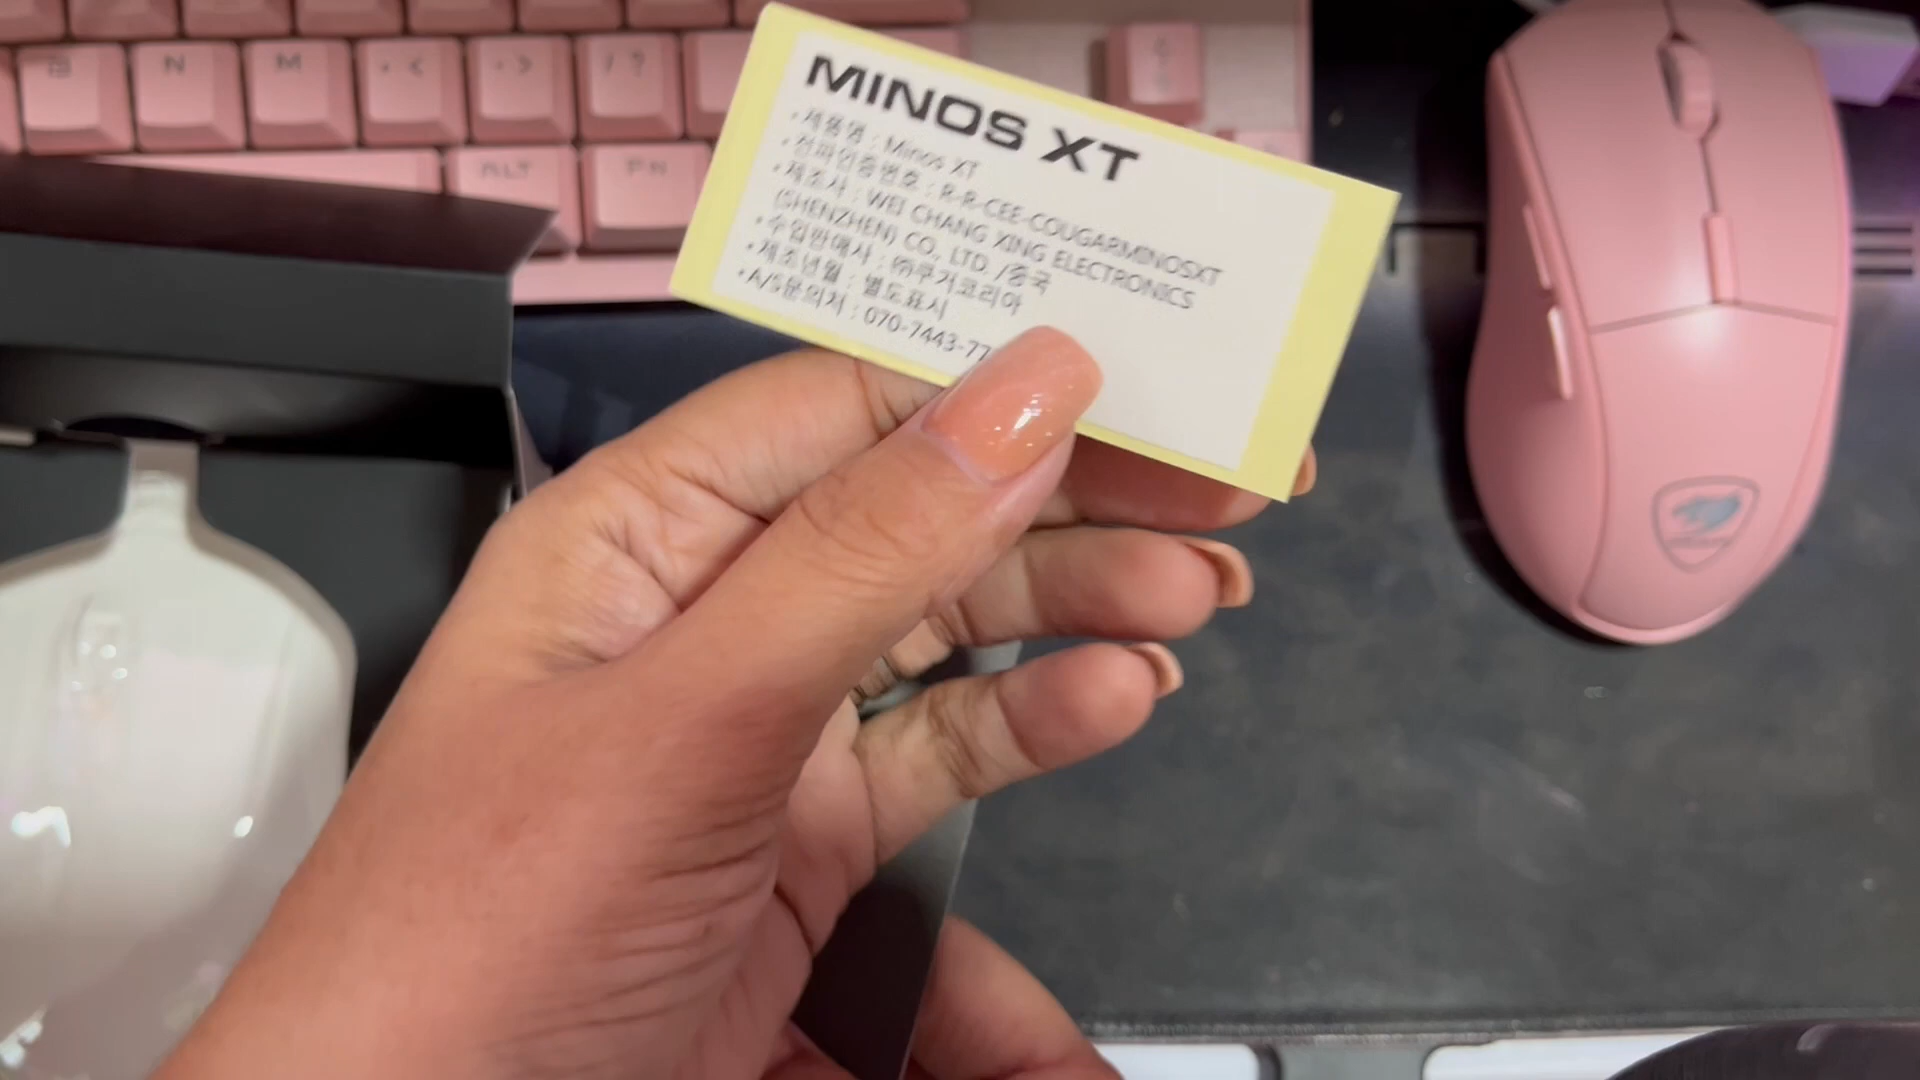 N
M
, <
. >
/ ?
ALT
FN
MINOS XT
• 제품명 : Minos XT
• 전파인증번호 : R-R-CEE-COUGARMINOSXT
• 제조사 : WEI CHANG XING ELECTRONICS
(SHENZHEN) CO., LTD. /중국
• 수입판매사 : ㈜쿠거코리아
• 제조년월 : 별도표시
• A/S문의처 : 070-7443-77